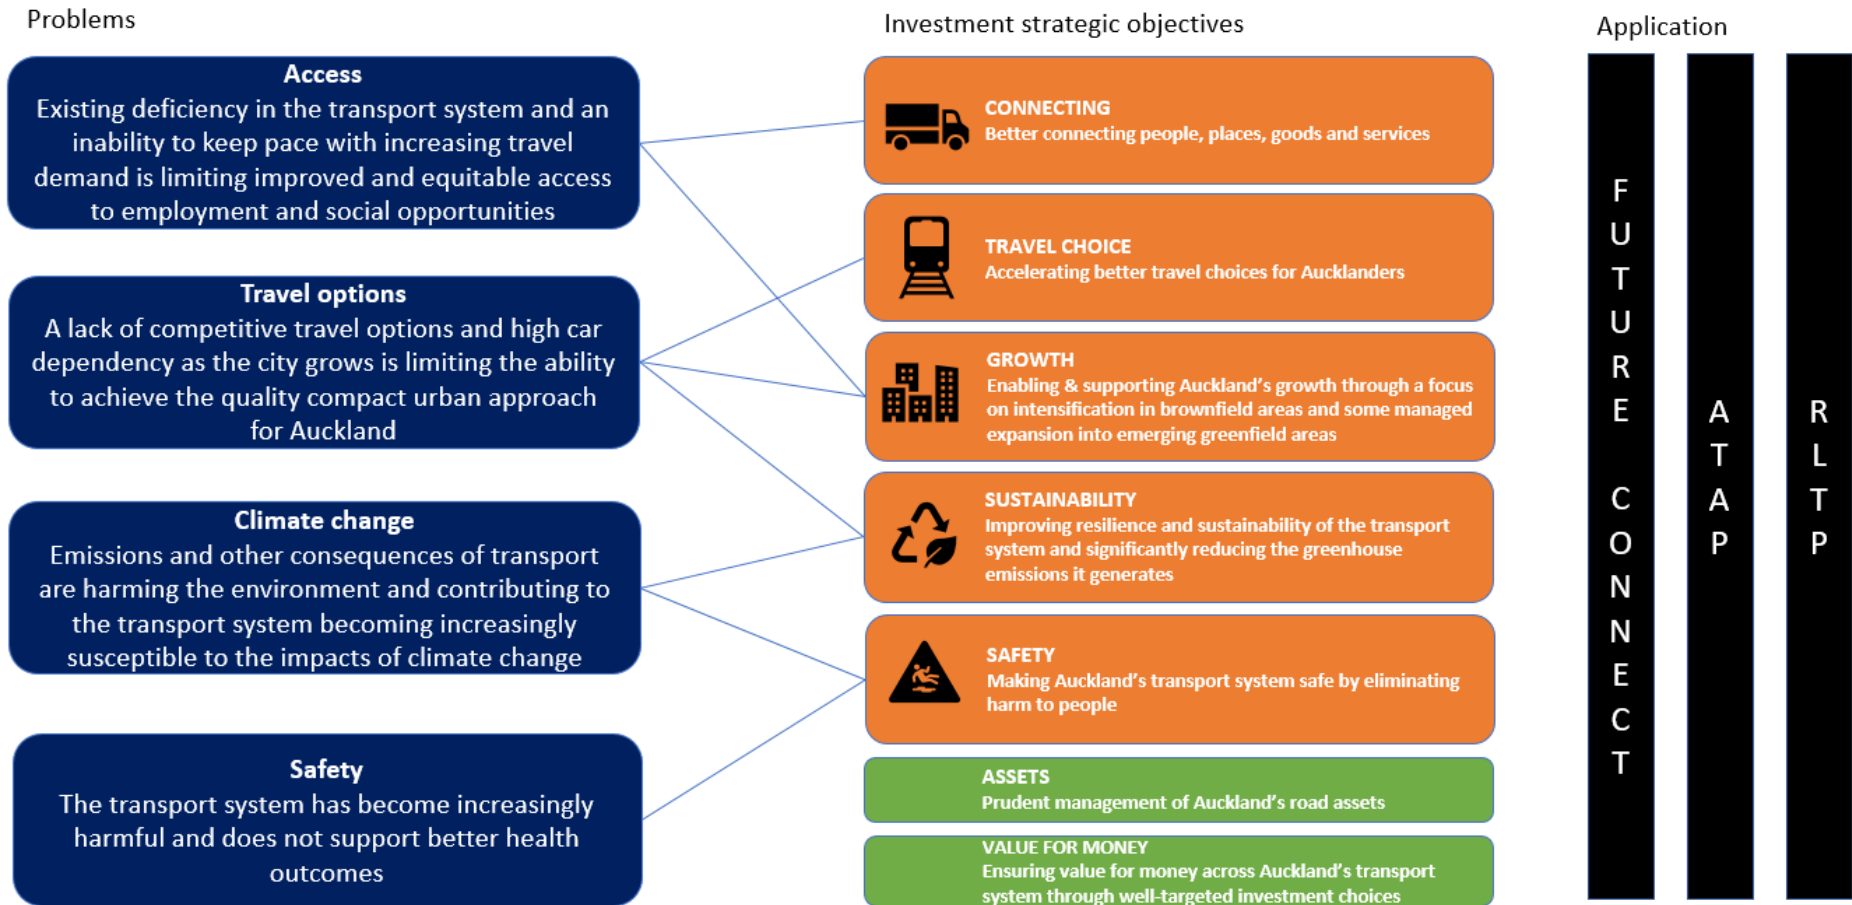 Problems
Access
Existing deficiency in the transport system and an
inability to keep pace with increasing travel
demand is limiting improved and equitable access
to employment and social opportunities
Travel options
A lack of competitive travel options and high car
dependency as the city grows is limiting the ability
to achieve the quality compact urban approach
for Auckland
Climate change
Emissions and other consequences of transport
are harming the environment and contributing to
the transport system becoming increasingly
susceptible to the impacts of climate change
Safety
The transport system has become increasingly
harmful and does not support better health
outcomes
Investment strategic objectives
CONNECTING
Better connecting people, places, goods and services
TRAVEL CHOICE
Accelerating better travel choices for Aucklanders
GROWTH
Enabling & supporting Auckland's growth through a focus
on intensification in brownfield areas and some managed
expansion into emerging greenfield areas
SUSTAINABILITY
Improving resilience and sustainability of the transport
system and significantly reducing the greenhouse
emissions it generates
SAFETY
Making Auckland's transport system safe by eliminating
harm to people
ASSETS
Prudent management of Auckland's road assets
VALUE FOR MONEY
Ensuring value for money across Auckland's transport
system through well-targeted investment choices
Application
FUTURE CONNECT
ATAP
RLTP